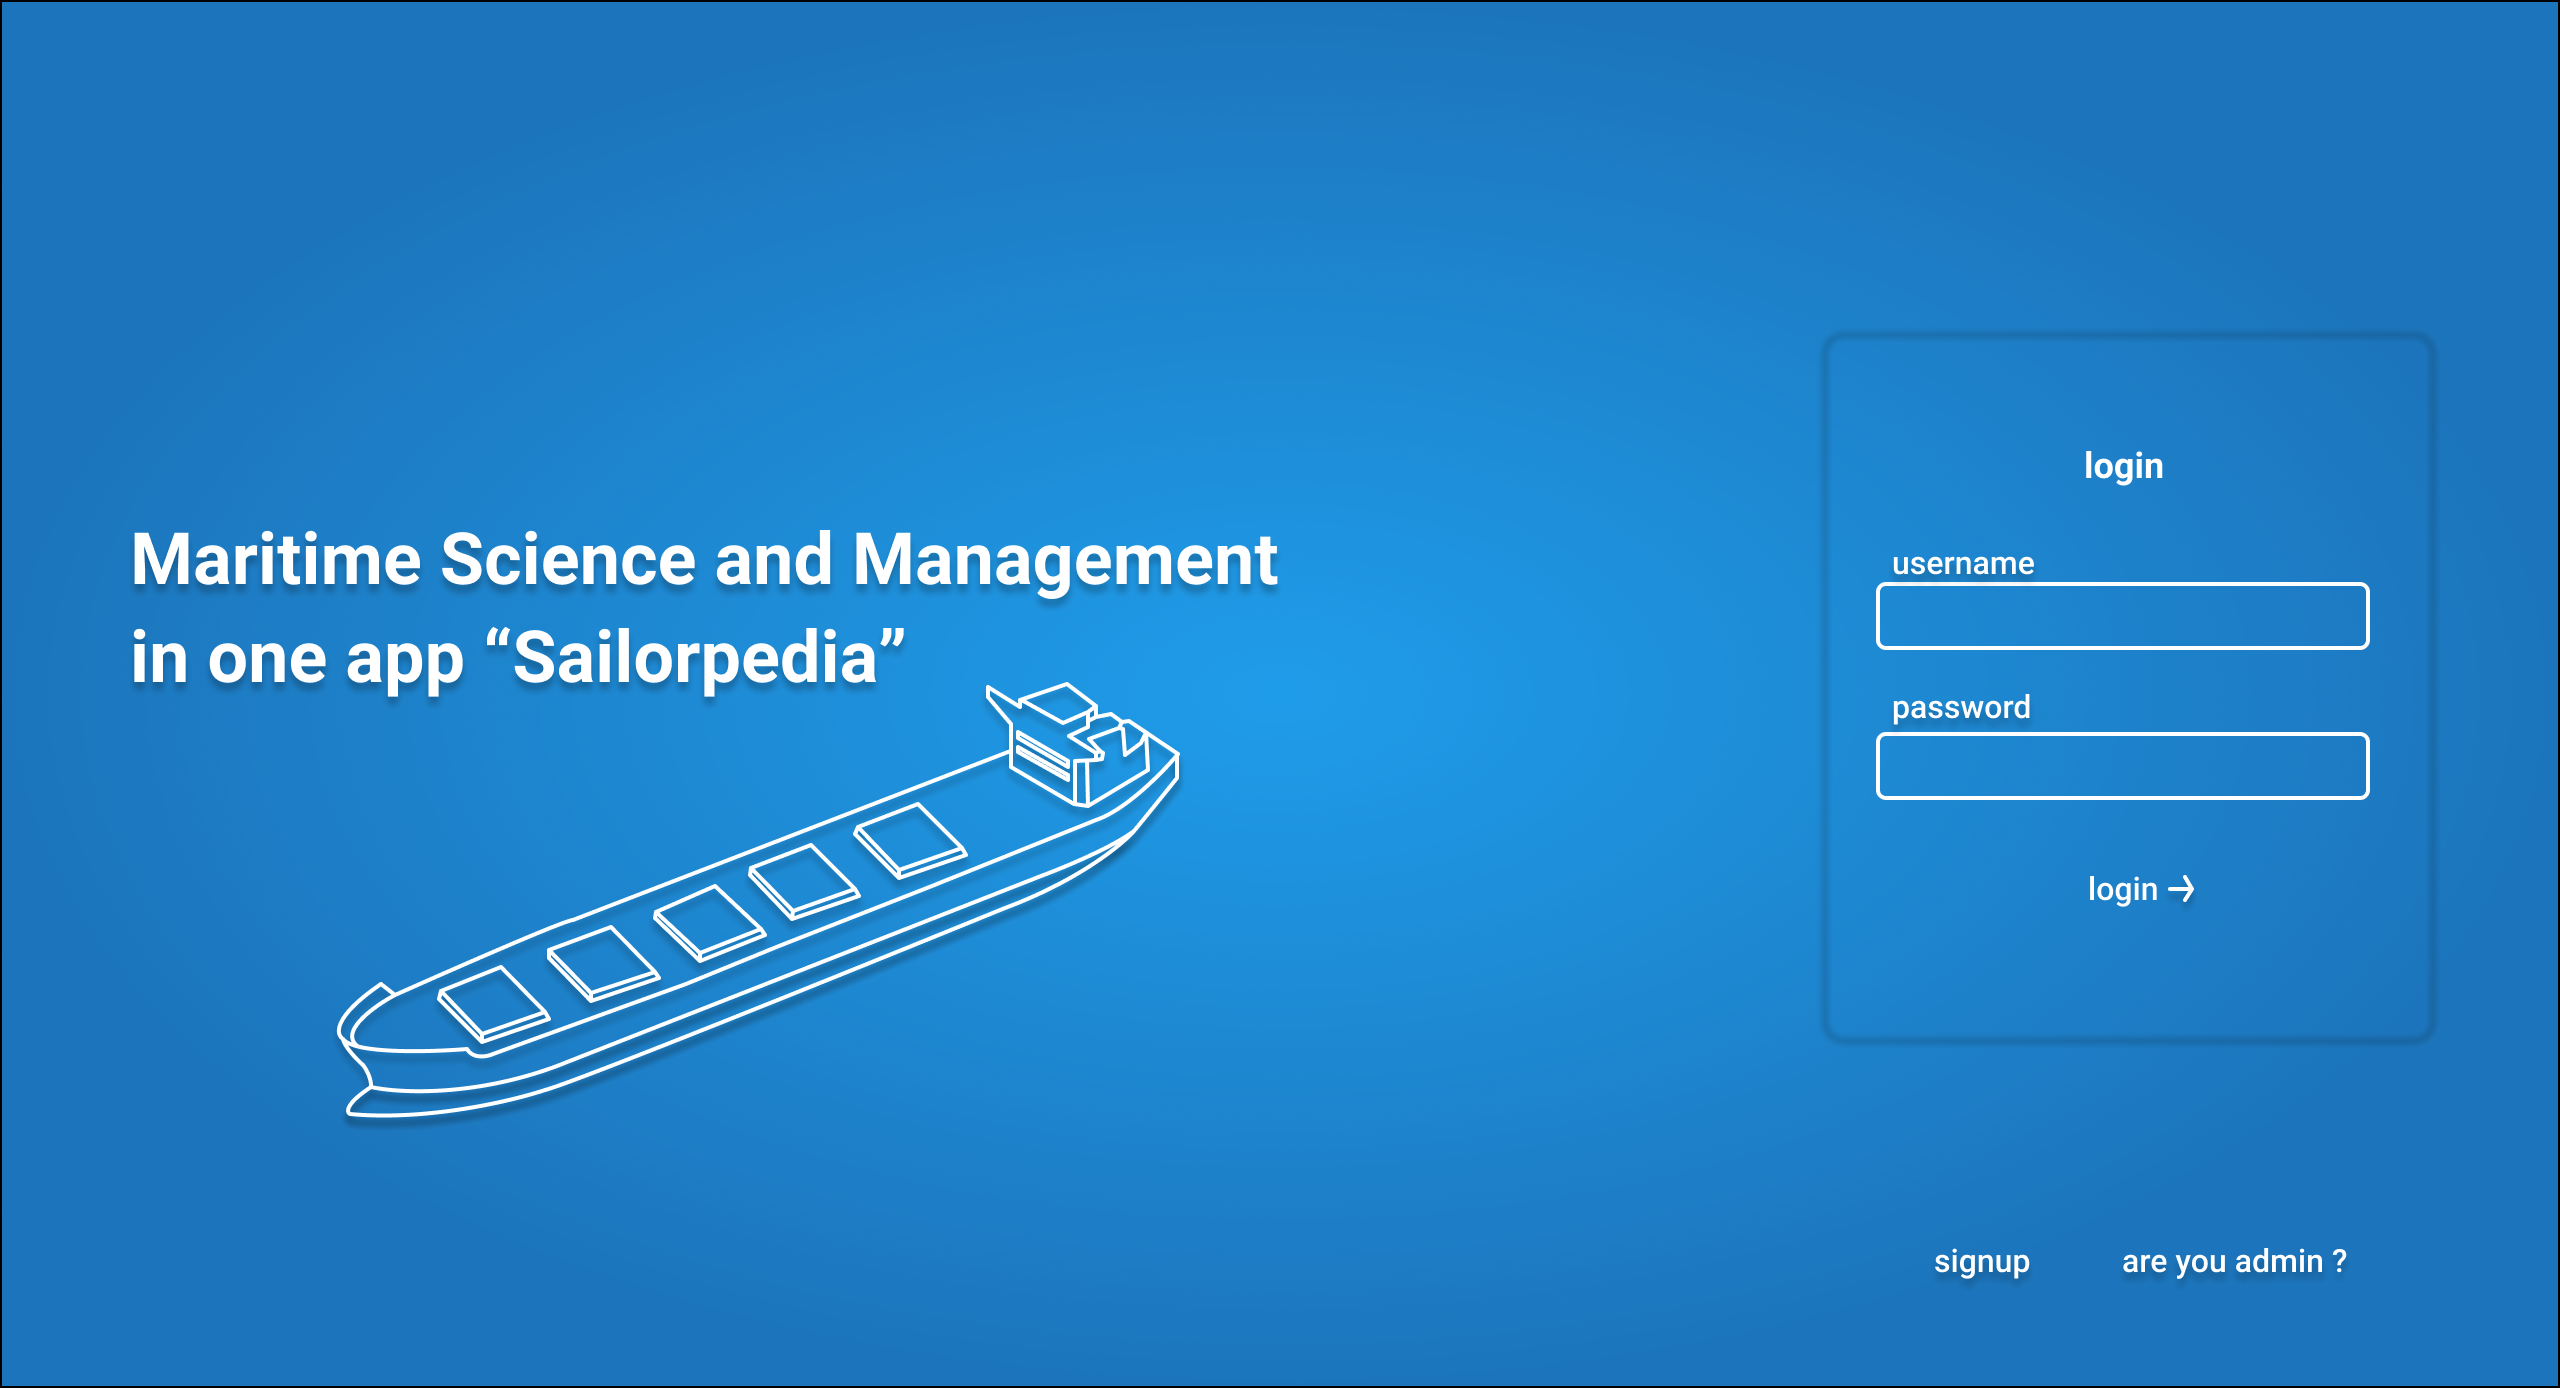 Maritime Science and Management
in one app “Sailorpedia”
login
username
password
login →
signup
are you admin ?